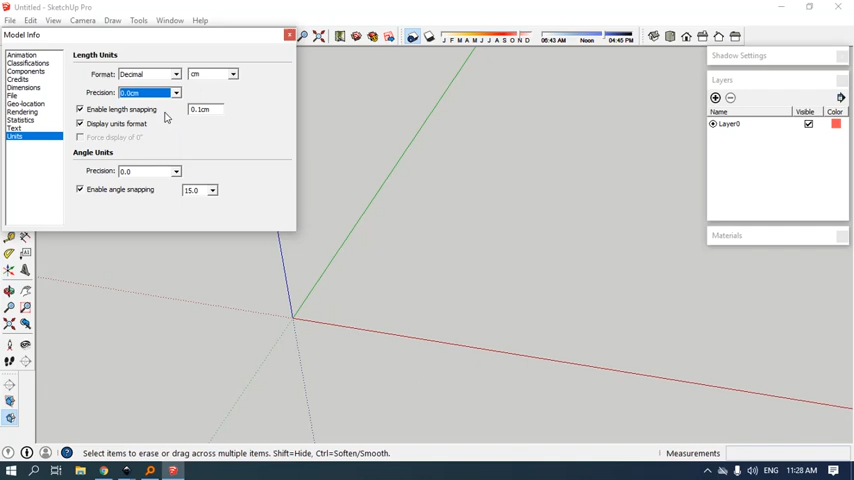 Untitled - SketchUp Pro
File Edit View Camera Draw Tools Window Help
Model Info
J F M A M J J A S O N D
06:43 AM Noon 04:45 PM
Animation
Classifications
Components
Credits
Dimensions
File
Geo-location
Rendering
Statistics
Text
Units
Length Units
Format: Decimal cm
Precision: 0.0cm
Enable length snapping 0.1cm
Display units format
Force display of 0"
Angle Units
Precision: 0.0
Enable angle snapping 15.0
Shadow Settings
Layers
Name Visible Color
Layer0
Materials
Select items to erase or drag across multiple items. Shift=Hide, Ctrl=Soften/Smooth.
Measurements
ENG 11:28 AM